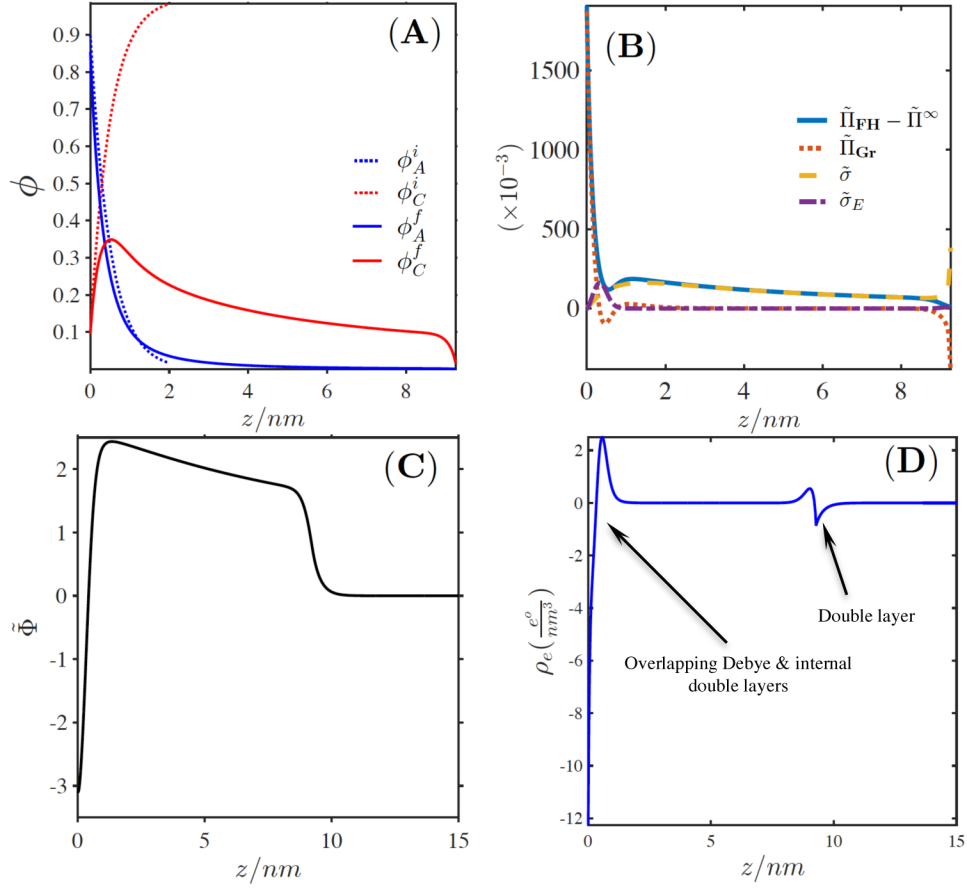 (A)
ϕ
0.9
0.8
0.7
0.6
0.5
0.4
0.3
0.2
0.1
0 2 4 6 8
z/nm
ϕ_A^i
ϕ_C^i
ϕ_A^f
ϕ_C^f
(B)
(×10^{-3})
1500
1000
500
0
0 2 4 6 8
z/nm
Π̃_FH − Π̃^∞
Π̃_Gr
σ̃
σ̃_E
(C)
Φ̃
2
1
0
-1
-2
-3
0 5 10 15
z/nm
(D)
ρ_e(e^o/nm^3)
2
0
-2
-4
-6
-8
-10
-12
0 5 10 15
z/nm
Double layer
Overlapping Debye & internal
double layers